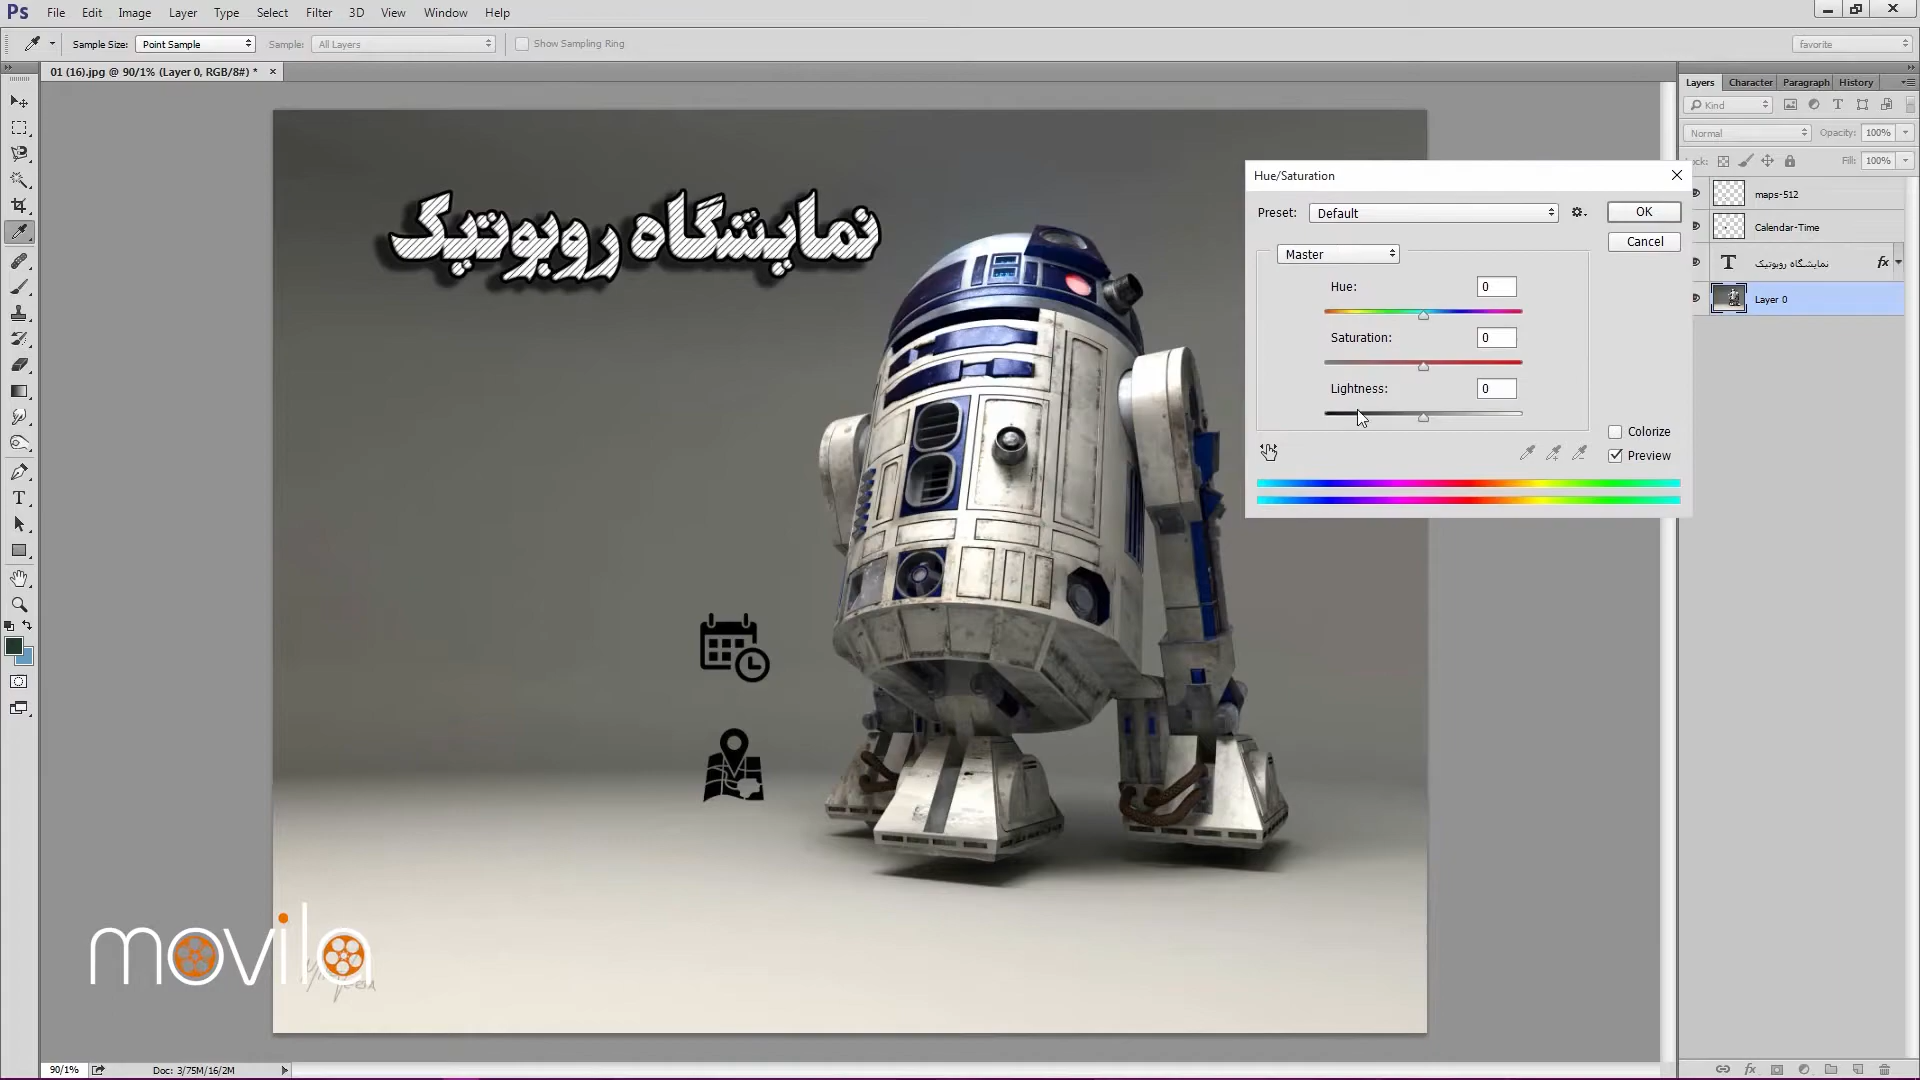 Ps File Edit Image Layer Type Select Filter 3D View Window Help
Sample Size: Point Sample Sample: All Layers Show Sampling Ring favorite
01 (16).jpg @ 90/1% (Layer 0, RGB/8#) *
Layers Character Paragraph History
Kind
Normal Opacity: 100%
Lock: Fill: 100%
maps-512
Calendar-Time
نمایشگاه روبوتیک fx
Layer 0
Hue/Saturation
Preset: Default OK
Cancel
Master
Hue: 0
Saturation: 0
Lightness: 0
Colorize
Preview
نمایشگاه روبوتیک
movila
90/1% Doc: 3/75M/16/2M